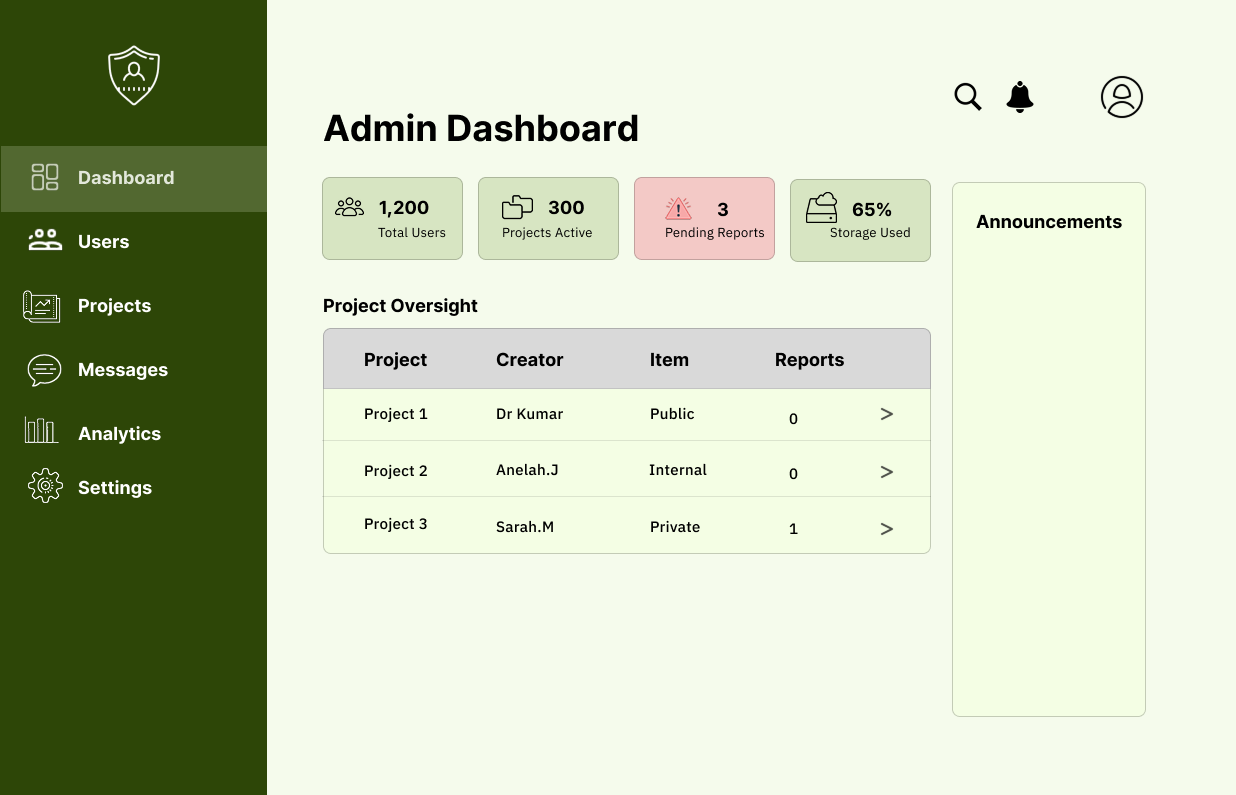 Admin Dashboard
Dashboard
Users
Projects
Messages
Analytics
Settings
1,200
Total Users
300
Projects Active
3
Pending Reports
65%
Storage Used
Announcements
Project Oversight
Project Creator Item Reports
Project 1 Dr Kumar Public 0 >
Project 2 Anelah.J Internal 0 >
Project 3 Sarah.M Private 1 >